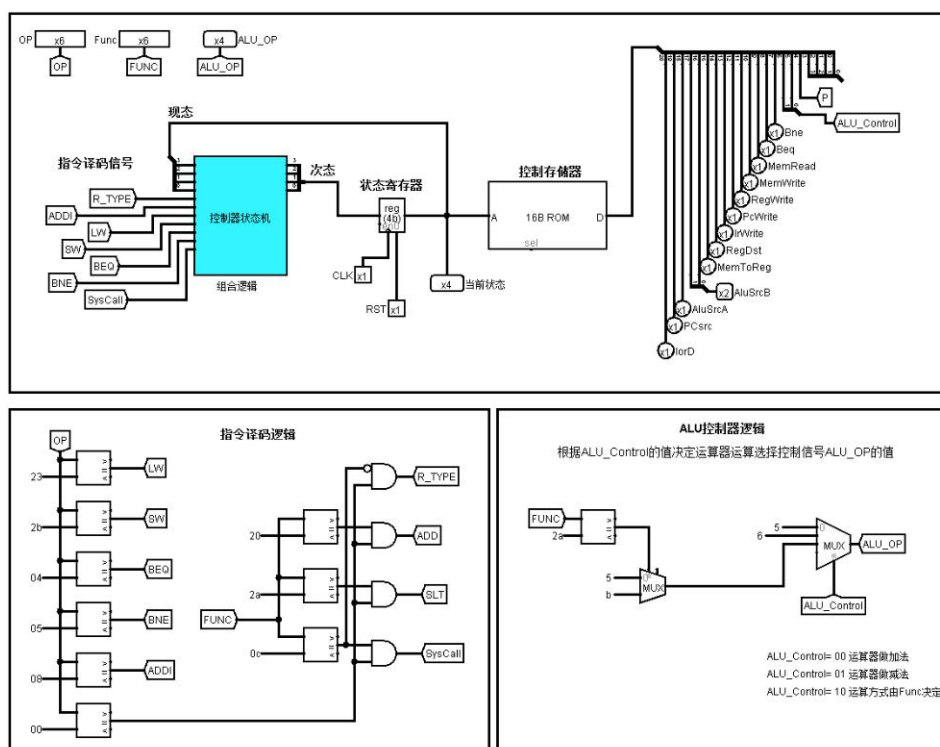 OP x6 Func x6 x4 ALU_OP
OP FUNC ALU_OP
现态
指令译码信号
R_TYPE
ADDI
LW
SW
BEQ
BNE
SysCall
控制器状态机
组合逻辑
次态
状态寄存器
reg
(4b)
CLK x1
RST x1
x4 当前状态
控制存储器
A 16B ROM D
sel
P
ALU_Control
x1 Bne
x1 Beq
x1 MemRead
x1 MemWrite
x1 RegWrite
x1 PcWrite
x1 IrWrite
x1 RegDst
x1 MemToReg
x2 AluSrcB
x1 AluSrcA
x1 PCsrc
x1 IorD
指令译码逻辑
OP
23 LW
2b SW
04 BEQ
05 BNE
08 ADDI
00
FUNC
R_TYPE
20 ADD
2a SLT
0c SysCall
ALU控制器逻辑
根据ALU_Control的值决定运算器运算选择控制信号ALU_OP的值
FUNC
2a
5
b
MUX
5
6
MUX
ALU_OP
ALU_Control
ALU_Control= 00 运算器做加法
ALU_Control= 01 运算器做减法
ALU_Control= 10 运算方式由Func决定